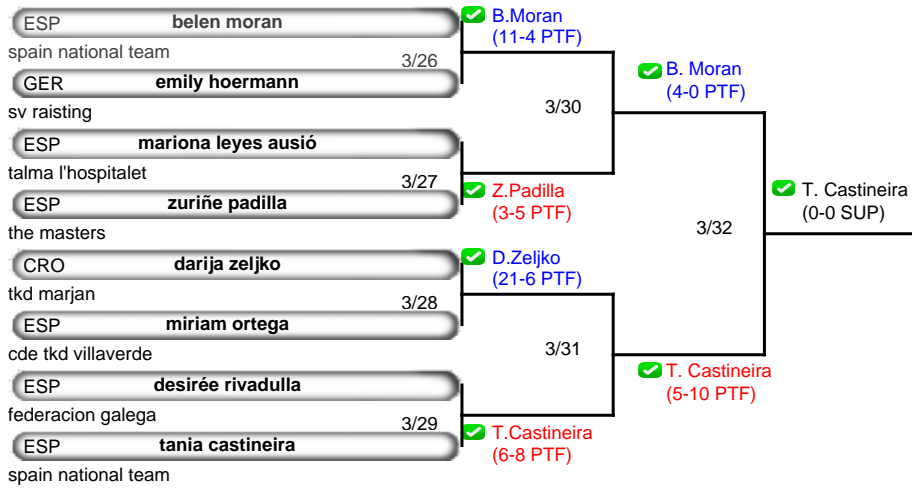 ESP belen moran
spain national team
3/26
GER emily hoermann
sv raisting
B.Moran
(11-4 PTF)
ESP mariona leyes ausió
talma l'hospitalet
3/27
ESP zuriñe padilla
the masters
Z.Padilla
(3-5 PTF)
3/30
B. Moran
(4-0 PTF)
CRO darija zeljko
tkd marjan
3/28
ESP miriam ortega
cde tkd villaverde
D.Zeljko
(21-6 PTF)
ESP desirée rivadulla
federacion galega
3/29
ESP tania castineira
spain national team
T.Castineira
(6-8 PTF)
3/31
T. Castineira
(5-10 PTF)
3/32
T. Castineira
(0-0 SUP)